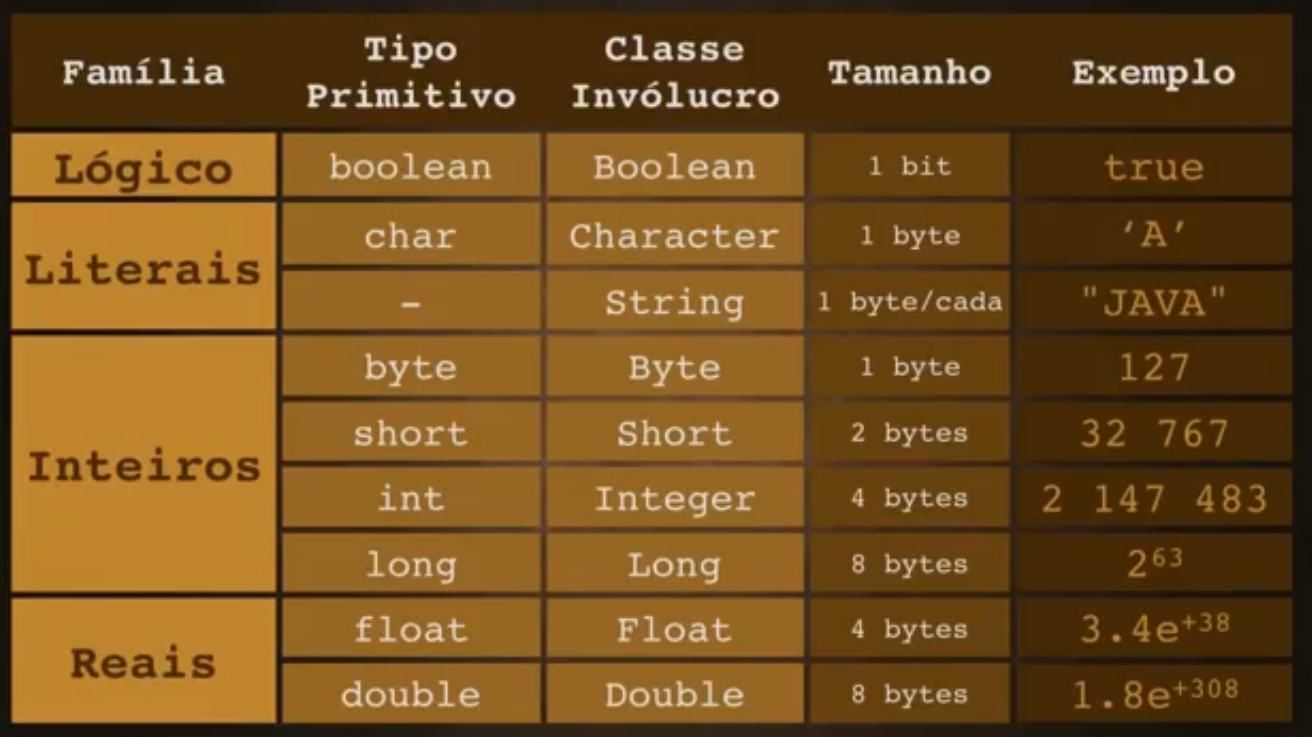 Família
Tipo
Primitivo
Classe
Invólucro
Tamanho
Exemplo
Lógico
boolean
Boolean
1 bit
true
Literais
char
Character
1 byte
‘A’
–
String
1 byte/cada
"JAVA"
Inteiros
byte
Byte
1 byte
127
short
Short
2 bytes
32 767
int
Integer
4 bytes
2 147 483
long
Long
8 bytes
2⁶³
Reais
float
Float
4 bytes
3.4e⁺³⁸
double
Double
8 bytes
1.8e⁺³⁰⁸